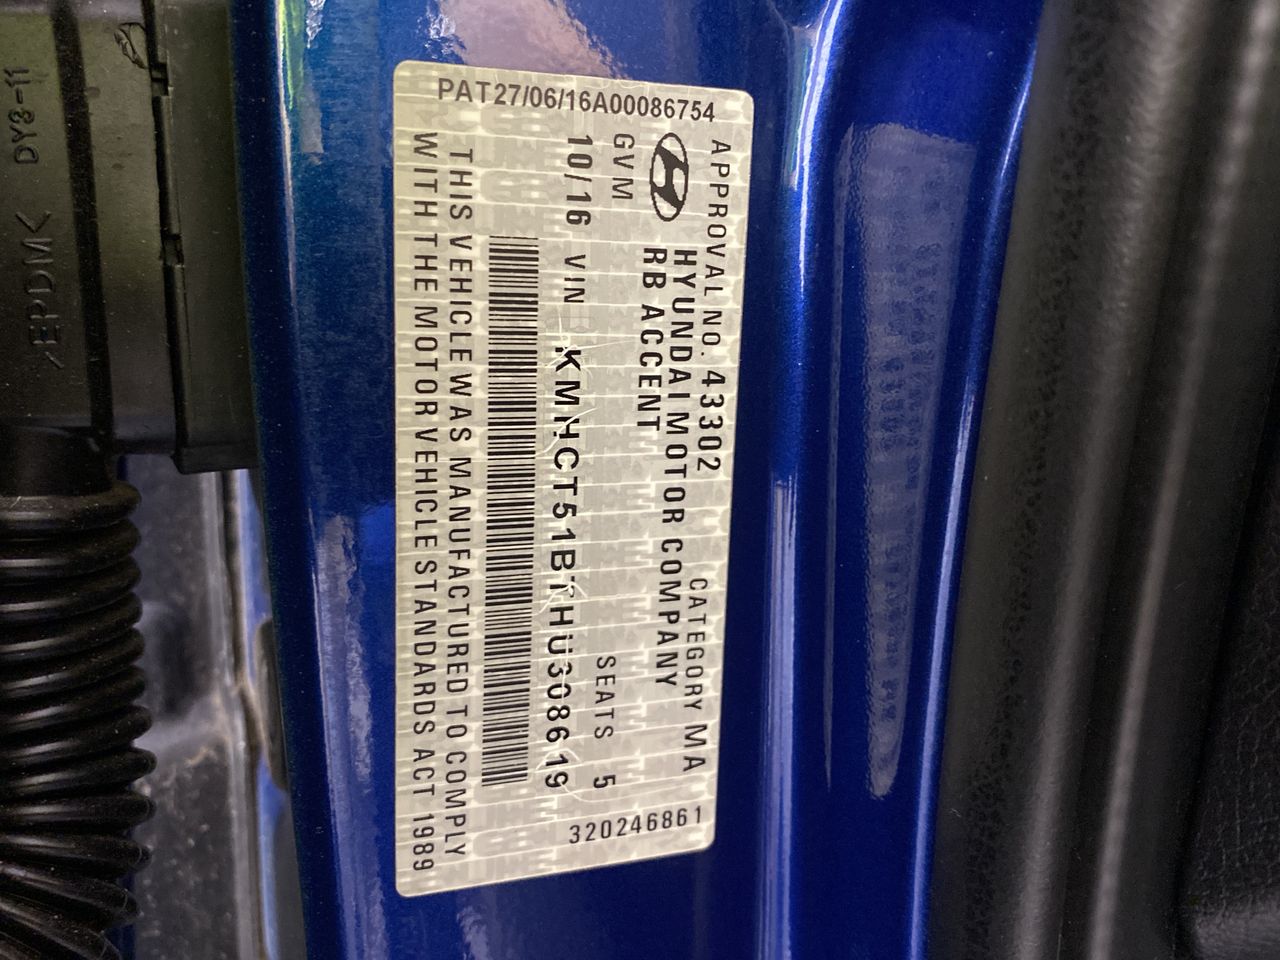 PAT27/06/16A00086754
APPROVAL NO. 43302 CATEGORY MA
HYUNDAI MOTOR COMPANY
RB ACCENT
GVM SEATS 5
10/16 VIN KMHCT51BTHU308619
THIS VEHICLE WAS MANUFACTURED TO COMPLY
WITH THE MOTOR VEHICLE STANDARDS ACT 1989
320246861
DY8-11
>EPDM<